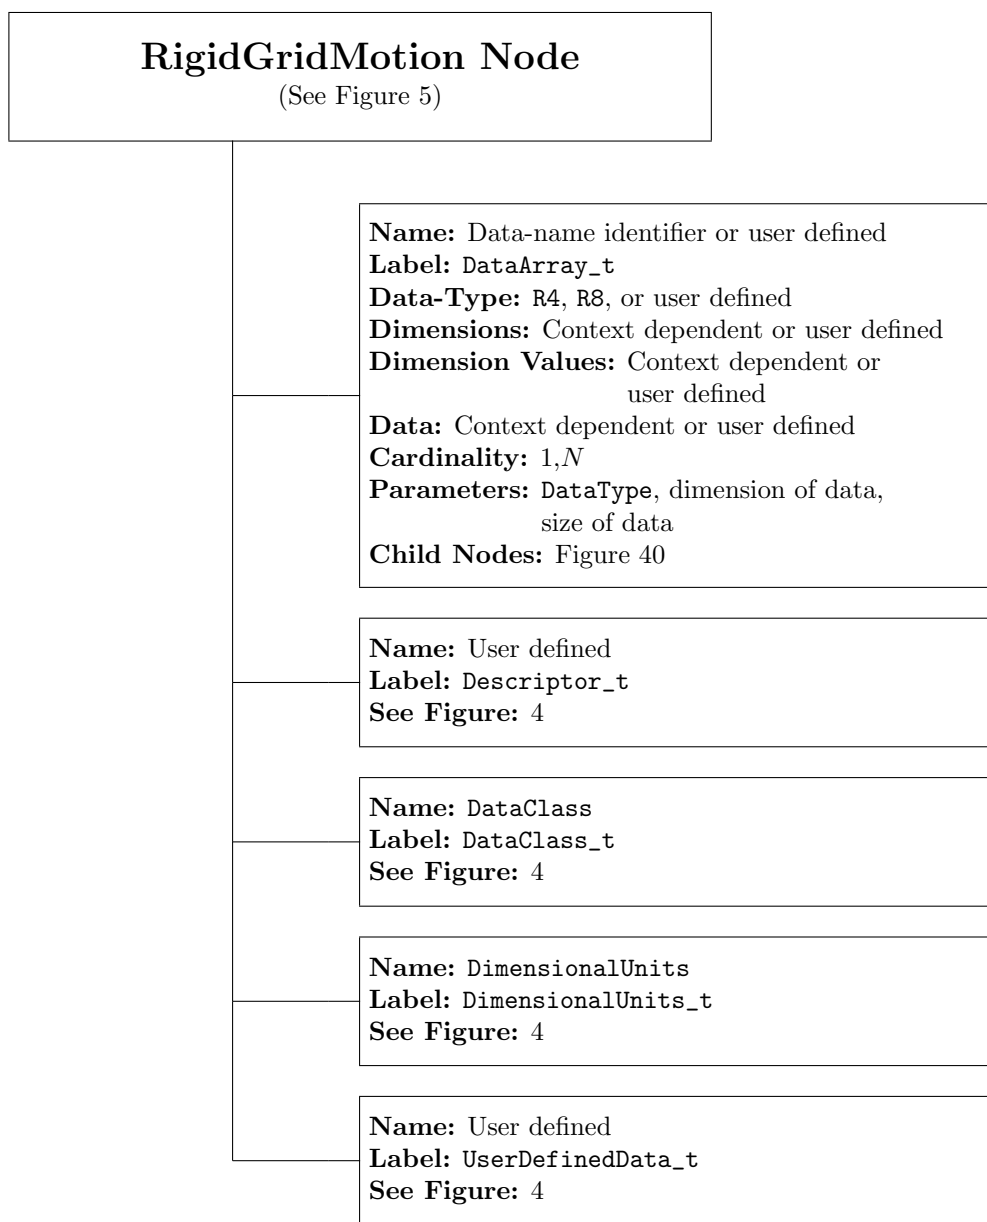 RigidGridMotion Node
(See Figure 5)
Name: Data-name identifier or user defined
Label: DataArray_t
Data-Type: R4, R8, or user defined
Dimensions: Context dependent or user defined
Dimension Values: Context dependent or
user defined
Data: Context dependent or user defined
Cardinality: 1,N
Parameters: DataType, dimension of data,
size of data
Child Nodes: Figure 40
Name: User defined
Label: Descriptor_t
See Figure: 4
Name: DataClass
Label: DataClass_t
See Figure: 4
Name: DimensionalUnits
Label: DimensionalUnits_t
See Figure: 4
Name: User defined
Label: UserDefinedData_t
See Figure: 4